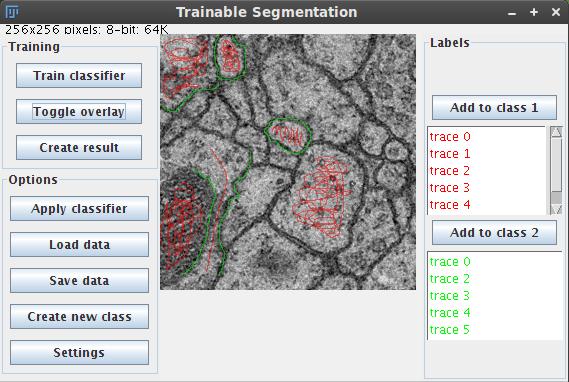 Trainable Segmentation
256x256 pixels; 8-bit; 64K
Training
Train classifier
Toggle overlay
Create result
Options
Apply classifier
Load data
Save data
Create new class
Settings
Labels
Add to class 1
trace 0
trace 1
trace 2
trace 3
trace 4
Add to class 2
trace 0
trace 2
trace 3
trace 4
trace 5